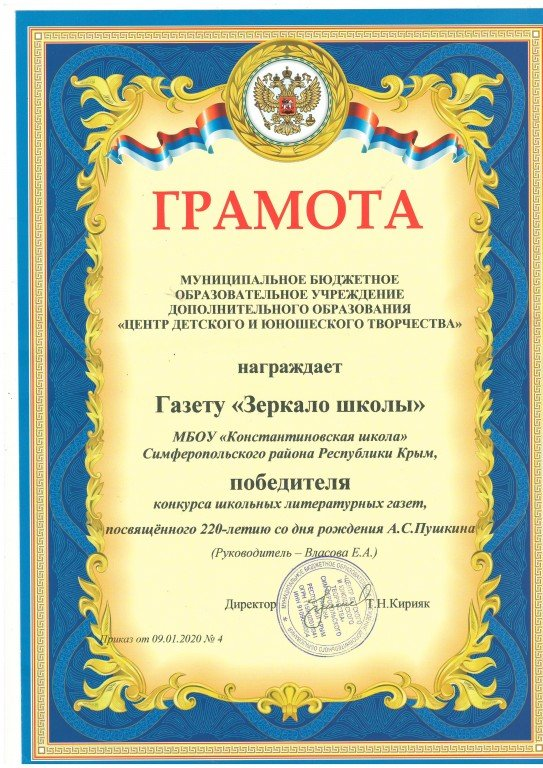 ГРАМОТА
МУНИЦИПАЛЬНОЕ БЮДЖЕТНОЕ
ОБРАЗОВАТЕЛЬНОЕ УЧРЕЖДЕНИЕ
ДОПОЛНИТЕЛЬНОГО ОБРАЗОВАНИЯ
«ЦЕНТР ДЕТСКОГО И ЮНОШЕСКОГО ТВОРЧЕСТВА»
награждает
Газету «Зеркало школы»
МБОУ «Константиновская школа»
Симферопольского района Республики Крым,
победителя
конкурса школьных литературных газет,
посвящённого 220-летию со дня рождения А.С.Пушкина
(Руководитель – Власова Е.А.)
Директор Т.Н.Кирияк
Приказ от 09.01.2020 № 4